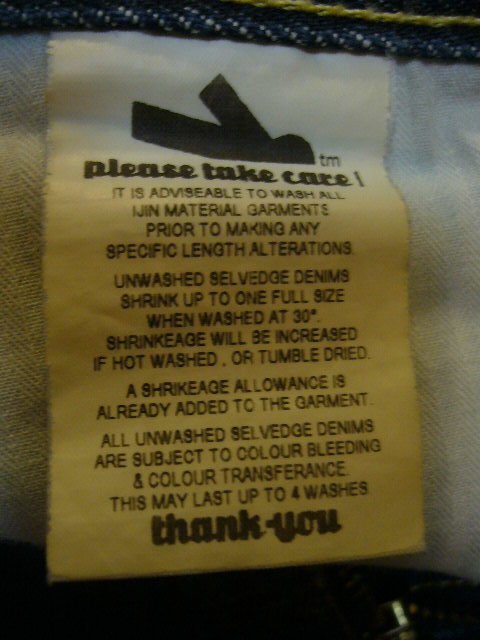 tm
please take care!
IT IS ADVISEABLE TO WASH ALL
IJIN MATERIAL GARMENTS
PRIOR TO MAKING ANY
SPECIFIC LENGTH ALTERATIONS.
UNWASHED SELVEDGE DENIMS
SHRINK UP TO ONE FULL SIZE
WHEN WASHED AT 30°.
SHRINKEAGE WILL BE INCREASED
IF HOT WASHED , OR TUMBLE DRIED.
A SHRIKEAGE ALLOWANCE IS
ALREADY ADDED TO THE GARMENT.
ALL UNWASHED SELVEDGE DENIMS
ARE SUBJECT TO COLOUR BLEEDING
& COLOUR TRANSFERANCE.
THIS MAY LAST UP TO 4 WASHES
thank-you